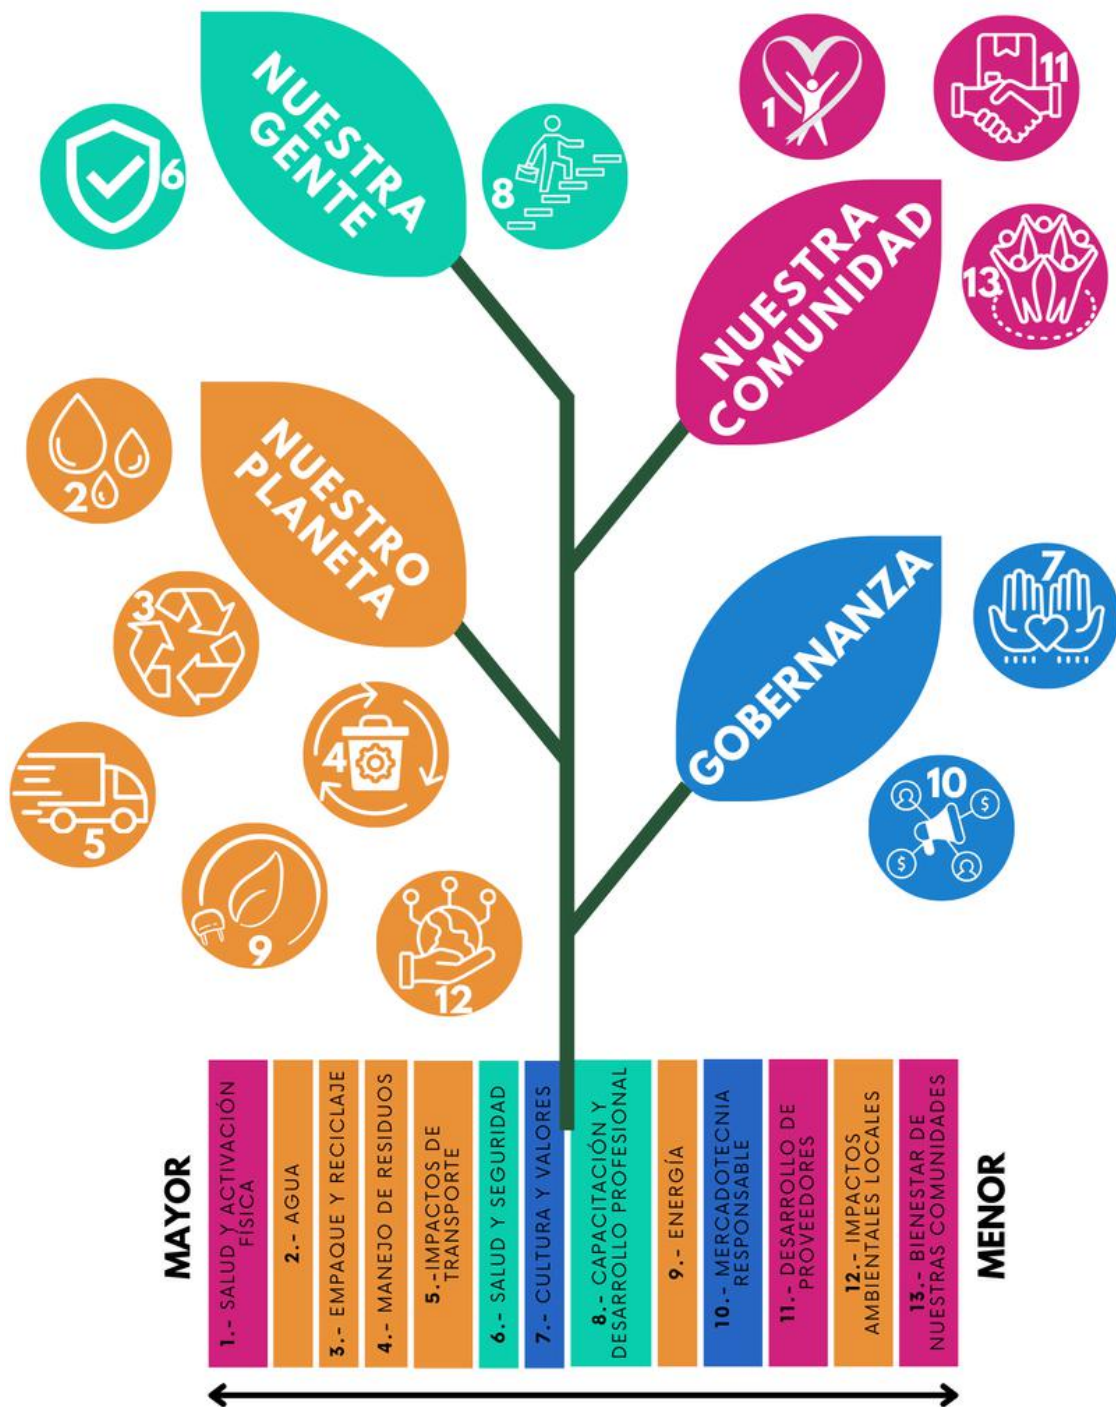 NUESTRA
GENTE
6
8
1
11
13
NUESTRA
COMUNIDAD
NUESTRO
PLANETA
2
3
4
5
9
12
GOBERNANZA
7
10
MAYOR
1.- SALUD Y ACTIVACIÓN
FÍSICA
2.- AGUA
3.- EMPAQUE Y RECICLAJE
4.- MANEJO DE RESIDUOS
5.-IMPACTOS DE
TRANSPORTE
6.- SALUD Y SEGURIDAD
7.- CULTURA Y VALORES
8.- CAPACITACIÓN Y
DESARROLLO PROFESIONAL
9.- ENERGÍA
10.- MERCADOTECNIA
RESPONSABLE
11.- DESARROLLO DE
PROVEEDORES
12.- IMPACTOS
AMBIENTALES LOCALES
13.- BIENESTAR DE
NUESTRAS COMUNIDADES
MENOR